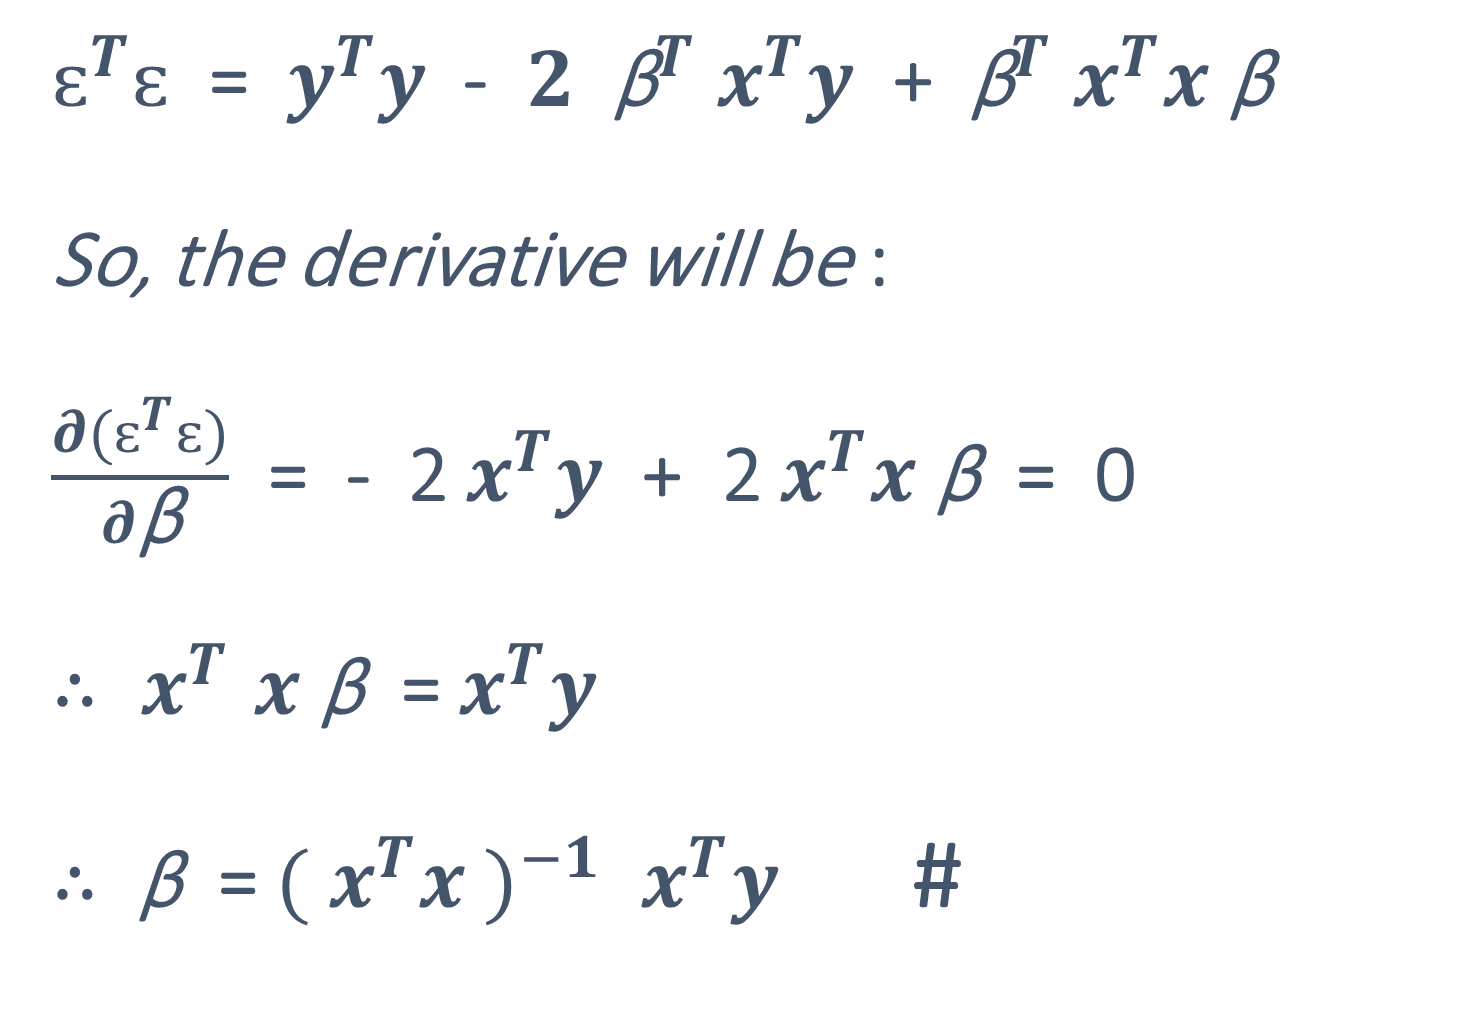 εᵀε = yᵀy - 2 βᵀ xᵀy + βᵀ xᵀx β
So, the derivative will be :
∂(εᵀε)/∂β = - 2 xᵀy + 2 xᵀx β = 0
∴ xᵀ x β = xᵀy
∴ β = ( xᵀx )⁻¹ xᵀy #